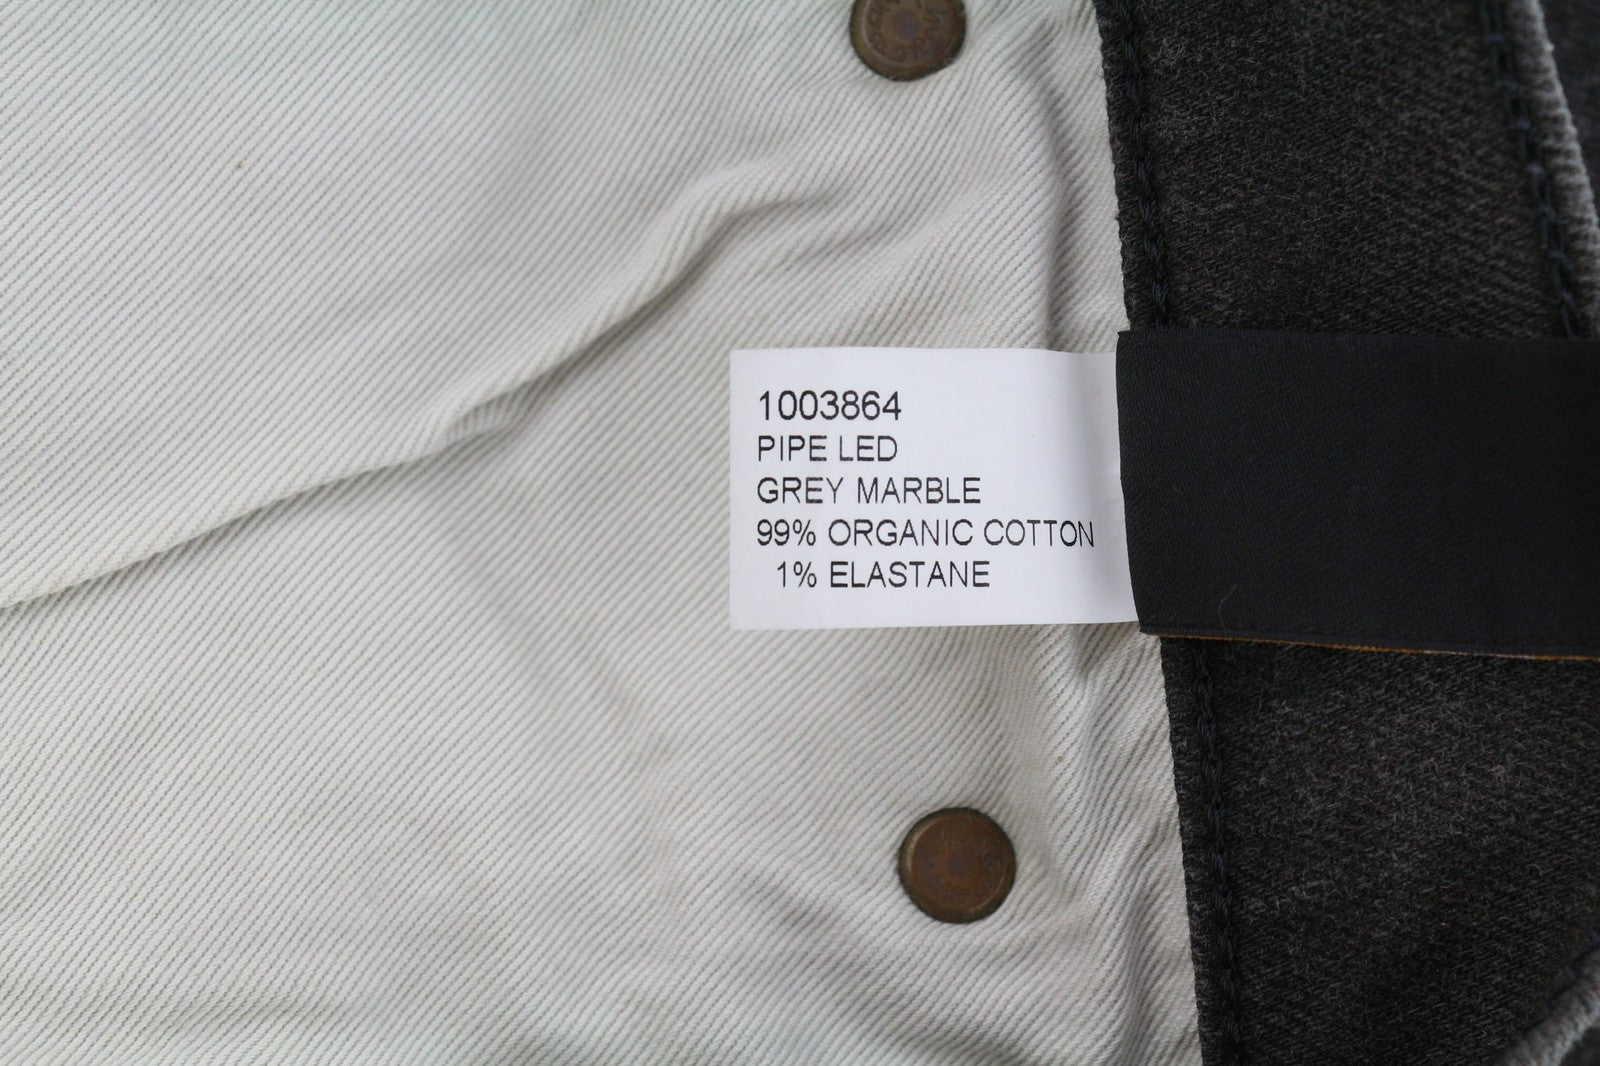 1003864
PIPE LED
GREY MARBLE
99% ORGANIC COTTON
1% ELASTANE